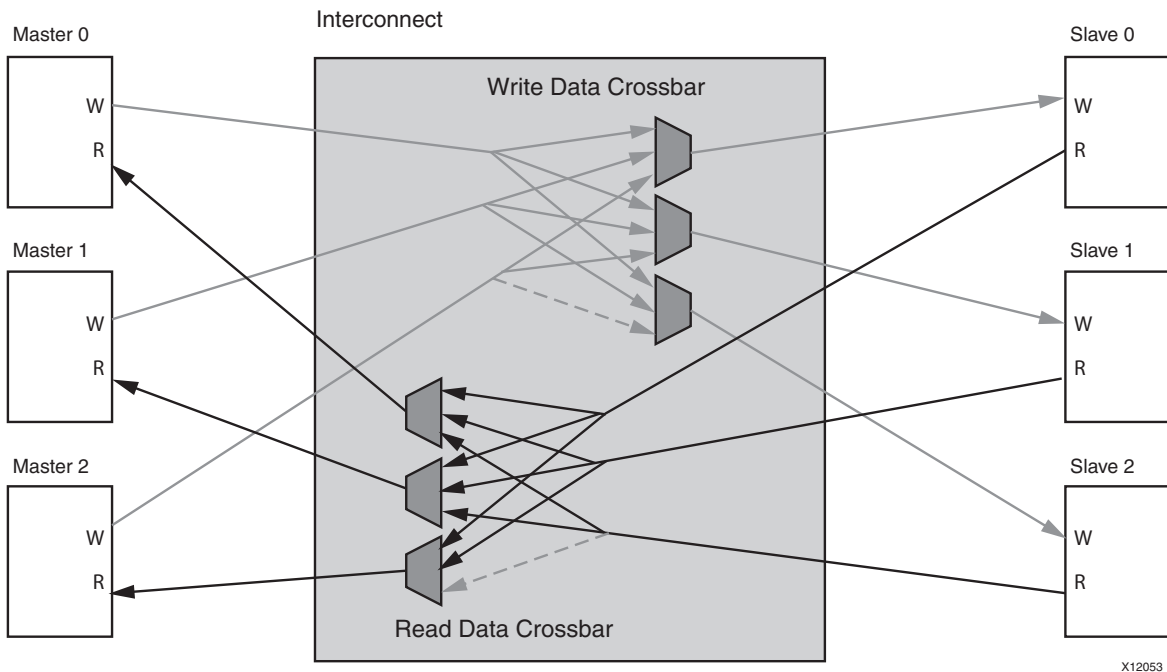 Interconnect
Master 0
Slave 0
Write Data Crossbar
W
R
W
R
Master 1
Slave 1
W
R
W
R
Master 2
Slave 2
W
R
W
R
Read Data Crossbar
X12053